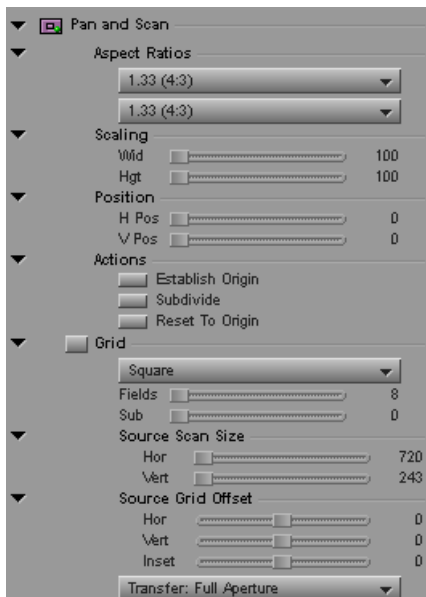 Pan and Scan
Aspect Ratios
1.33 (4:3)
1.33 (4:3)
Scaling
Wid 100
Hgt 100
Position
H Pos 0
V Pos 0
Actions
Establish Origin
Subdivide
Reset To Origin
Grid
Square
Fields 8
Sub 0
Source Scan Size
Hor 720
Vert 243
Source Grid Offset
Hor 0
Vert 0
Inset 0
Transfer: Full Aperture